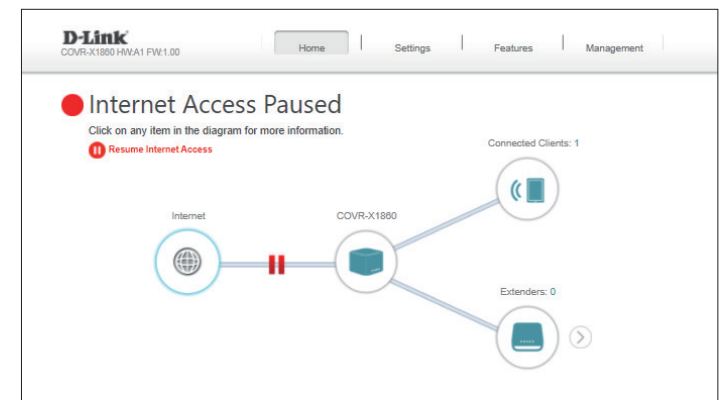 D-Link
COVR-X1860 HW:A1 FW:1.00
Home
Settings
Features
Management
Internet Access Paused
Click on any item in the diagram for more information.
Resume Internet Access
Connected Clients: 1
Internet
COVR-X1860
Extenders: 0